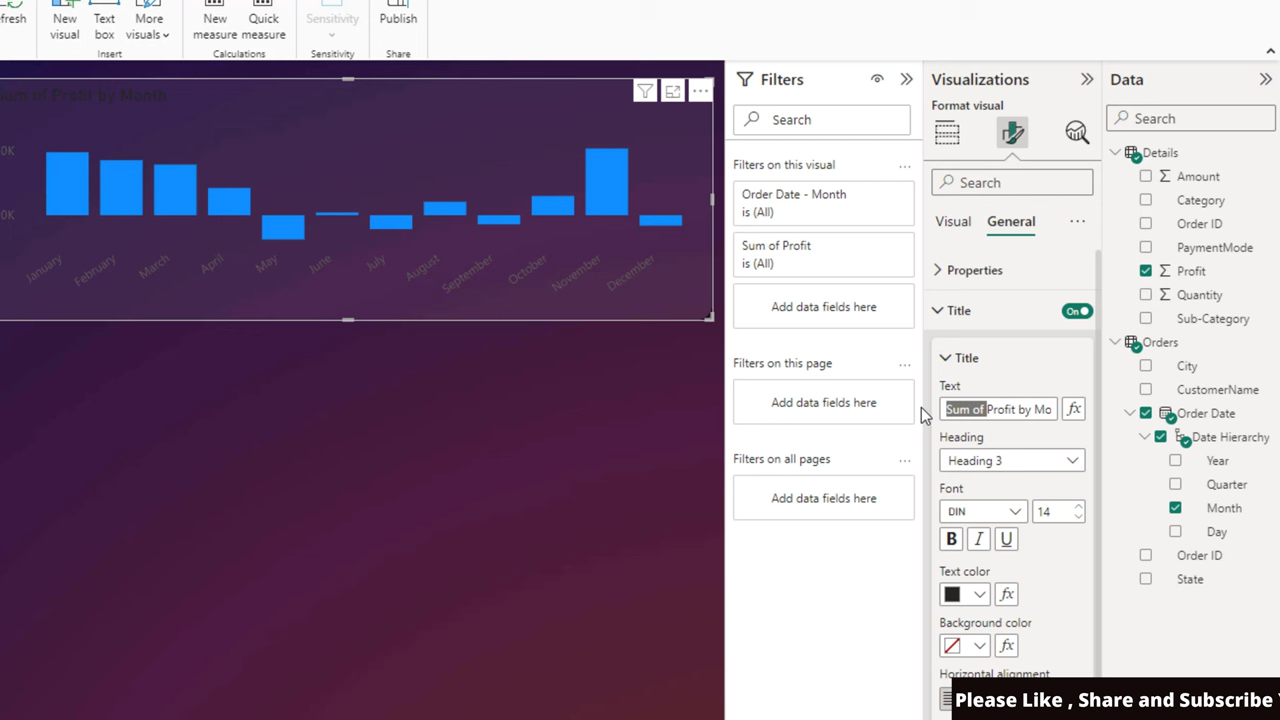 New
visual
Text
box
More
visuals
New
measure
Quick
measure
Sensitivity
Publish
Insert
Calculations
Sensitivity
Share
of Profit by Month
January
February
March
April
May
June
July
August
September
October
November
December
Filters
Search
Filters on this visual
Order Date - Month
is (All)
Sum of Profit
is (All)
Add data fields here
Filters on this page
Add data fields here
Filters on all pages
Add data fields here
Visualizations
Format visual
Search
Visual
General
Properties
Title
On
Title
Text
Sum of Profit by Mo
fx
Heading
Heading 3
Font
DIN
14
B
I
U
Text color
fx
Background color
fx
Horizontal alignment
Data
Search
Details
Amount
Category
Order ID
PaymentMode
Profit
Quantity
Sub-Category
Orders
City
CustomerName
Order Date
Date Hierarchy
Year
Quarter
Month
Day
Order ID
State
Please Like , Share and Subscribe